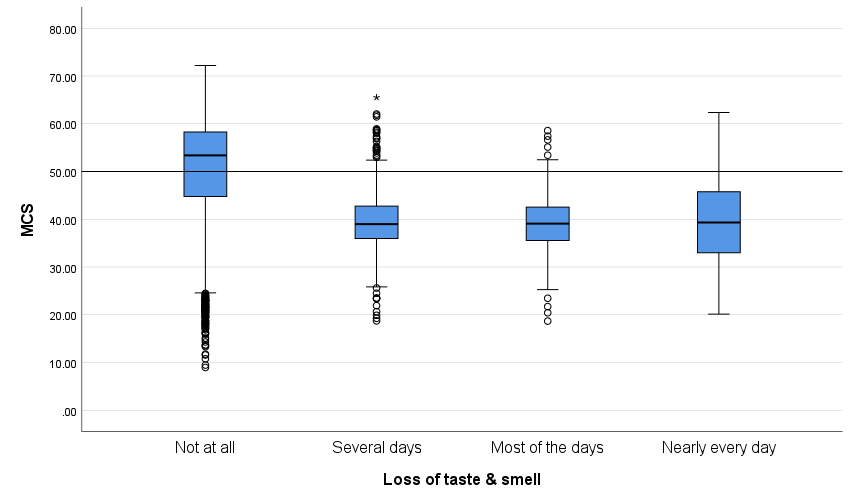 80.00
70.00
60.00
50.00
40.00
30.00
20.00
10.00
.00
MCS
Not at all
Several days
Most of the days
Nearly every day
Loss of taste & smell